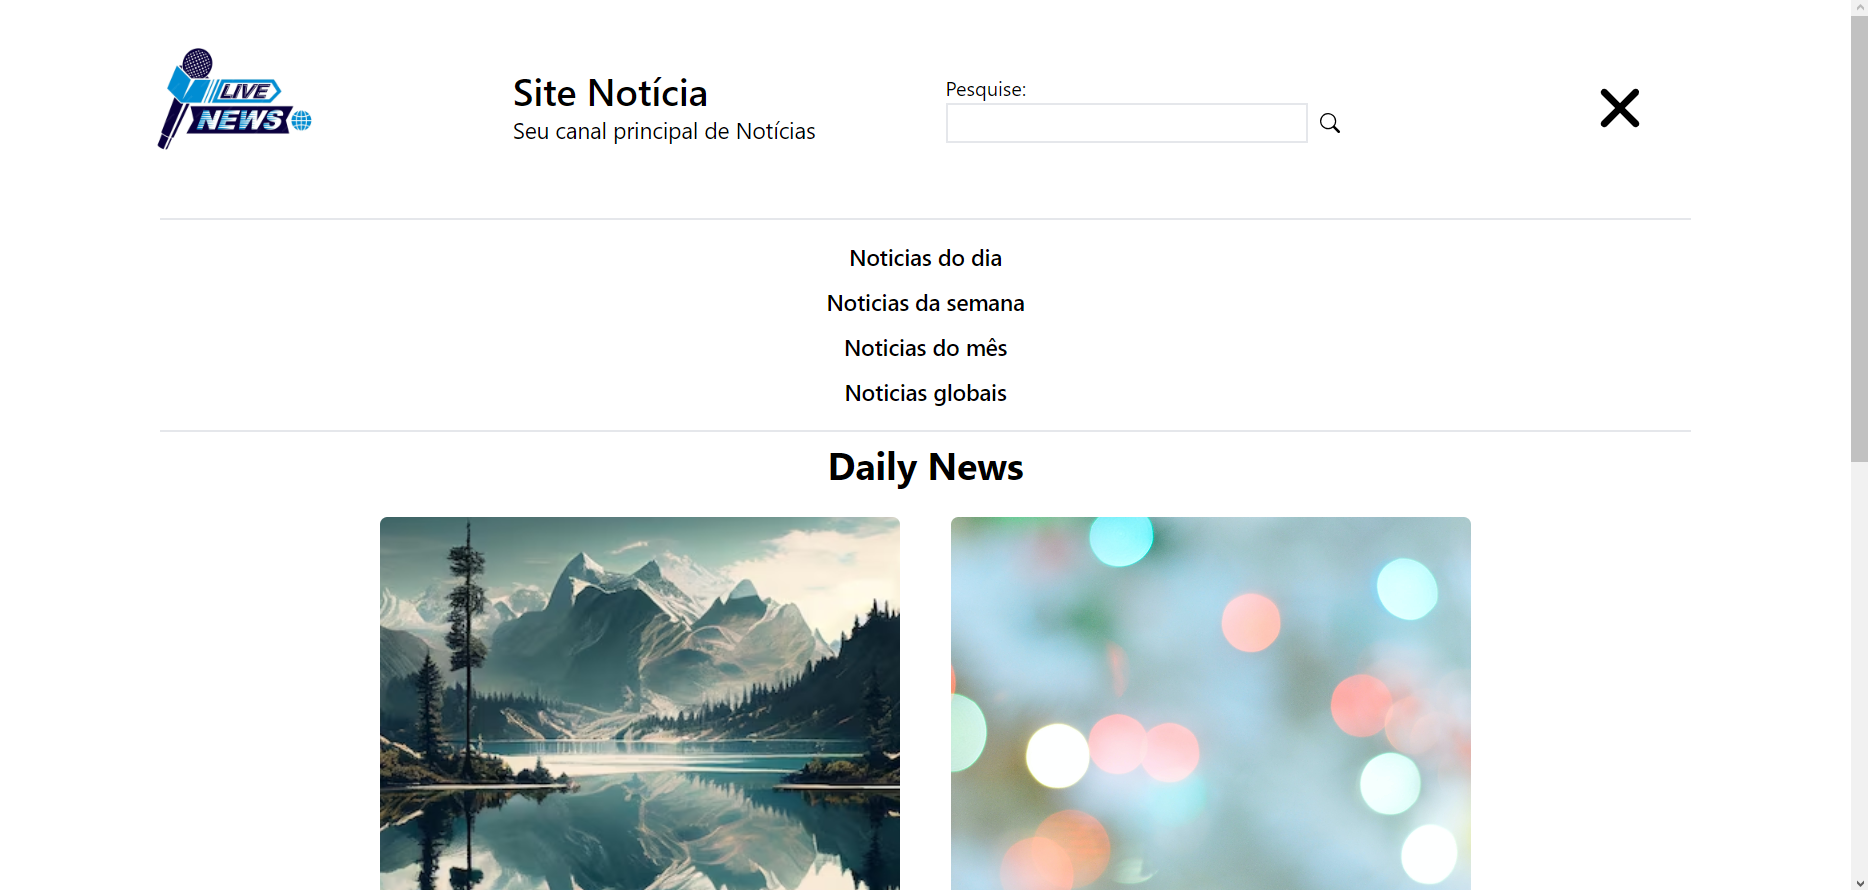 LIVE
NEWS
Site Notícia
Seu canal principal de Notícias
Pesquise:
Noticias do dia
Noticias da semana
Noticias do mês
Noticias globais
Daily News